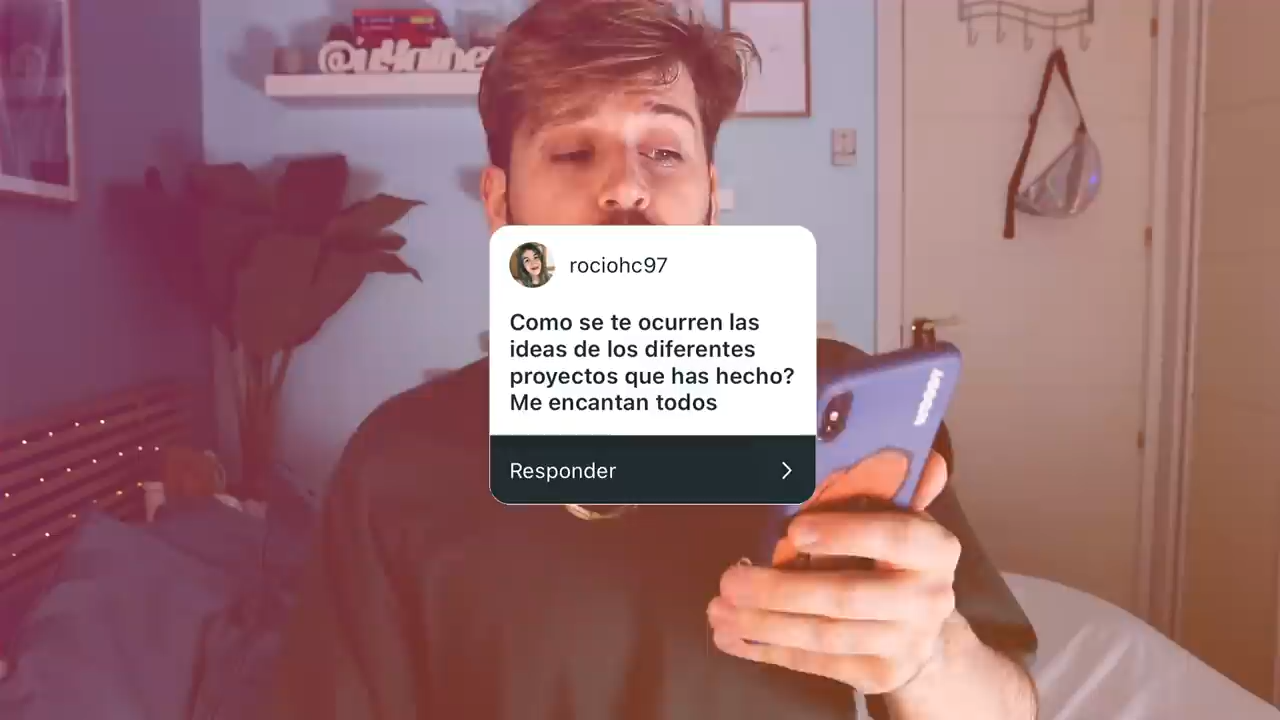 rociohc97
Como se te ocurren las
ideas de los diferentes
proyectos que has hecho?
Me encantan todos
Responder